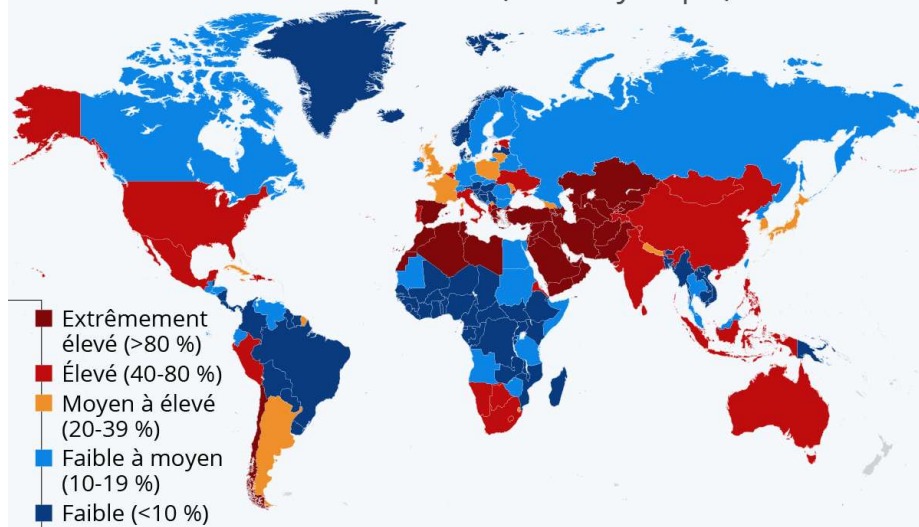 Extrêmement
élevé (>80 %)
Élevé (40-80 %)
Moyen à élevé
(20-39 %)
Faible à moyen
(10-19 %)
Faible (<10 %)